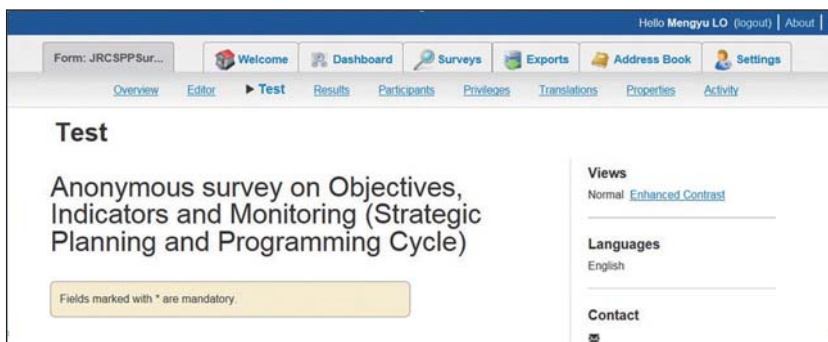 Hello Mengyu LO (logout) | About |
Form: JRCSPPSur... Welcome Dashboard Surveys Exports Address Book Settings
Overview Editor ▶ Test Results Participants Privileges Translations Properties Activity
Test
Anonymous survey on Objectives,
Indicators and Monitoring (Strategic
Planning and Programming Cycle)
Fields marked with * are mandatory.
Views
Normal Enhanced Contrast
Languages
English
Contact